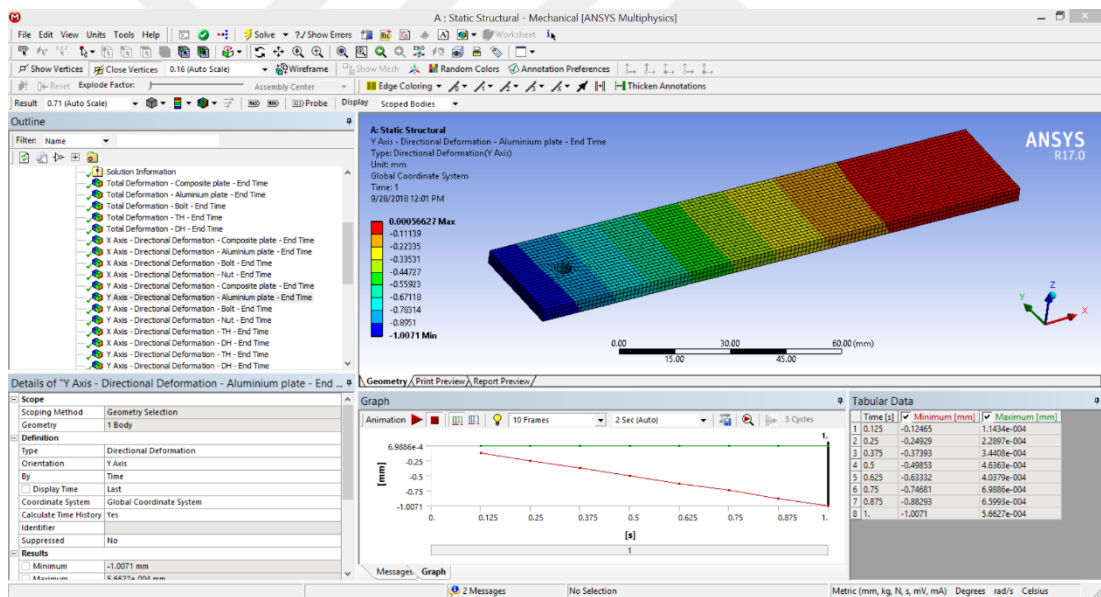 A : Static Structural - Mechanical [ANSYS Multiphysics]
File Edit View Units Tools Help Solve ?/ Show Errors Worksheet
Show Vertices Close Vertices 0.16 (Auto Scale) Wireframe Show Mesh Random Colors Annotation Preferences
Reset Explode Factor: Assembly Center Edge Coloring Thicken Annotations
Result 0.71 (Auto Scale) Probe Display Scoped Bodies
Outline
Filter: Name
Solution Information
Total Deformation - Composite plate - End Time
Total Deformation - Aluminium plate - End Time
Total Deformation - Bolt - End Time
Total Deformation - TH - End Time
Total Deformation - DH - End Time
X Axis - Directional Deformation - Composite plate - End Time
X Axis - Directional Deformation - Aluminium plate - End Time
X Axis - Directional Deformation - Bolt - End Time
X Axis - Directional Deformation - Nut - End Time
Y Axis - Directional Deformation - Composite plate - End Time
Y Axis - Directional Deformation - Aluminium plate - End Time
Y Axis - Directional Deformation - Bolt - End Time
Y Axis - Directional Deformation - Nut - End Time
X Axis - Directional Deformation - TH - End Time
X Axis - Directional Deformation - DH - End Time
Y Axis - Directional Deformation - TH - End Time
Y Axis - Directional Deformation - DH - End Time
Details of "Y Axis - Directional Deformation - Aluminium plate - End ...
Scope
Scoping Method Geometry Selection
Geometry 1 Body
Definition
Type Directional Deformation
Orientation Y Axis
By Time
Display Time Last
Coordinate System Global Coordinate System
Calculate Time History Yes
Identifier
Suppressed No
Results
Minimum -1.0071 mm
Maximum 5.6627e-004 mm
A: Static Structural
Y Axis - Directional Deformation - Aluminium plate - End Time
Type: Directional Deformation(Y Axis)
Unit: mm
Global Coordinate System
Time: 1
9/28/2018 12:01 PM
0.00056627 Max
-0.11139
-0.22335
-0.33531
-0.44727
-0.55923
-0.67118
-0.78314
-0.8951
-1.0071 Min
ANSYS
R17.0
Z
Y
X
0.00 30.00 60.00 (mm)
15.00 45.00
Geometry Print Preview Report Preview
Graph
Animation 10 Frames 2 Sec (Auto) 3 Cycles
1.
6.9886e-4
-0.25
-0.5
-0.75
-1.0071
[mm]
0. 0.125 0.25 0.375 0.5 0.625 0.75 0.875 1.
[s]
1
Messages Graph
Tabular Data
Time [s] Minimum [mm] Maximum [mm]
1 0.125 -0.12465 1.1434e-004
2 0.25 -0.24929 2.2897e-004
3 0.375 -0.37393 3.4408e-004
4 0.5 -0.49853 4.6363e-004
5 0.625 -0.63332 4.0379e-004
6 0.75 -0.74681 6.9886e-004
7 0.875 -0.88293 6.5993e-004
8 1. -1.0071 5.6627e-004
2 Messages No Selection Metric (mm, kg, N, s, mV, mA) Degrees rad/s Celsius